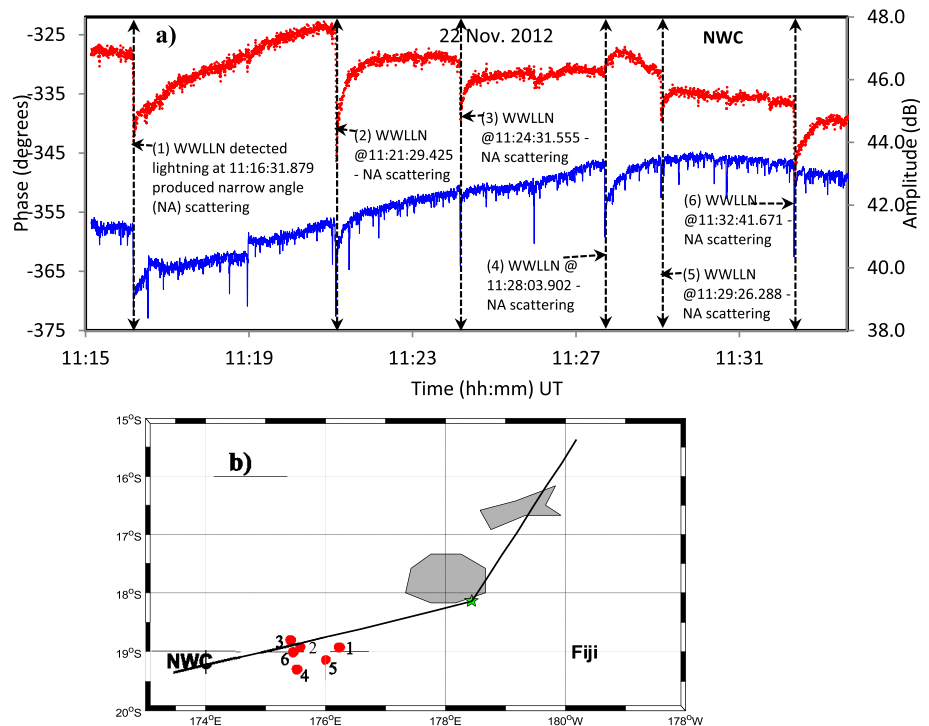 a)
22 Nov. 2012
NWC
-325
-335
-345
-355
-365
-375
Phase (degrees)
48.0
46.0
44.0
42.0
40.0
38.0
Amplitude (dB)
(1) WWLLN detected
lightning at 11:16:31.879
produced narrow angle
(NA) scattering
(2) WWLLN
@11:21:29.425
- NA scattering
(3) WWLLN
@11:24:31.555 -
NA scattering
(4) WWLLN @
11:28:03.902 -
NA scattering
(6) WWLLN
@11:32:41.671 -
NA scattering
(5) WWLLN
@11:29:26.288 -
NA scattering
11:15
11:19
11:23
11:27
11:31
Time (hh:mm) UT
b)
15°S
16°S
17°S
18°S
19°S
20°S
3
2
1
6
5
4
NWC
Fiji
174°E
176°E
178°E
180°W
178°W